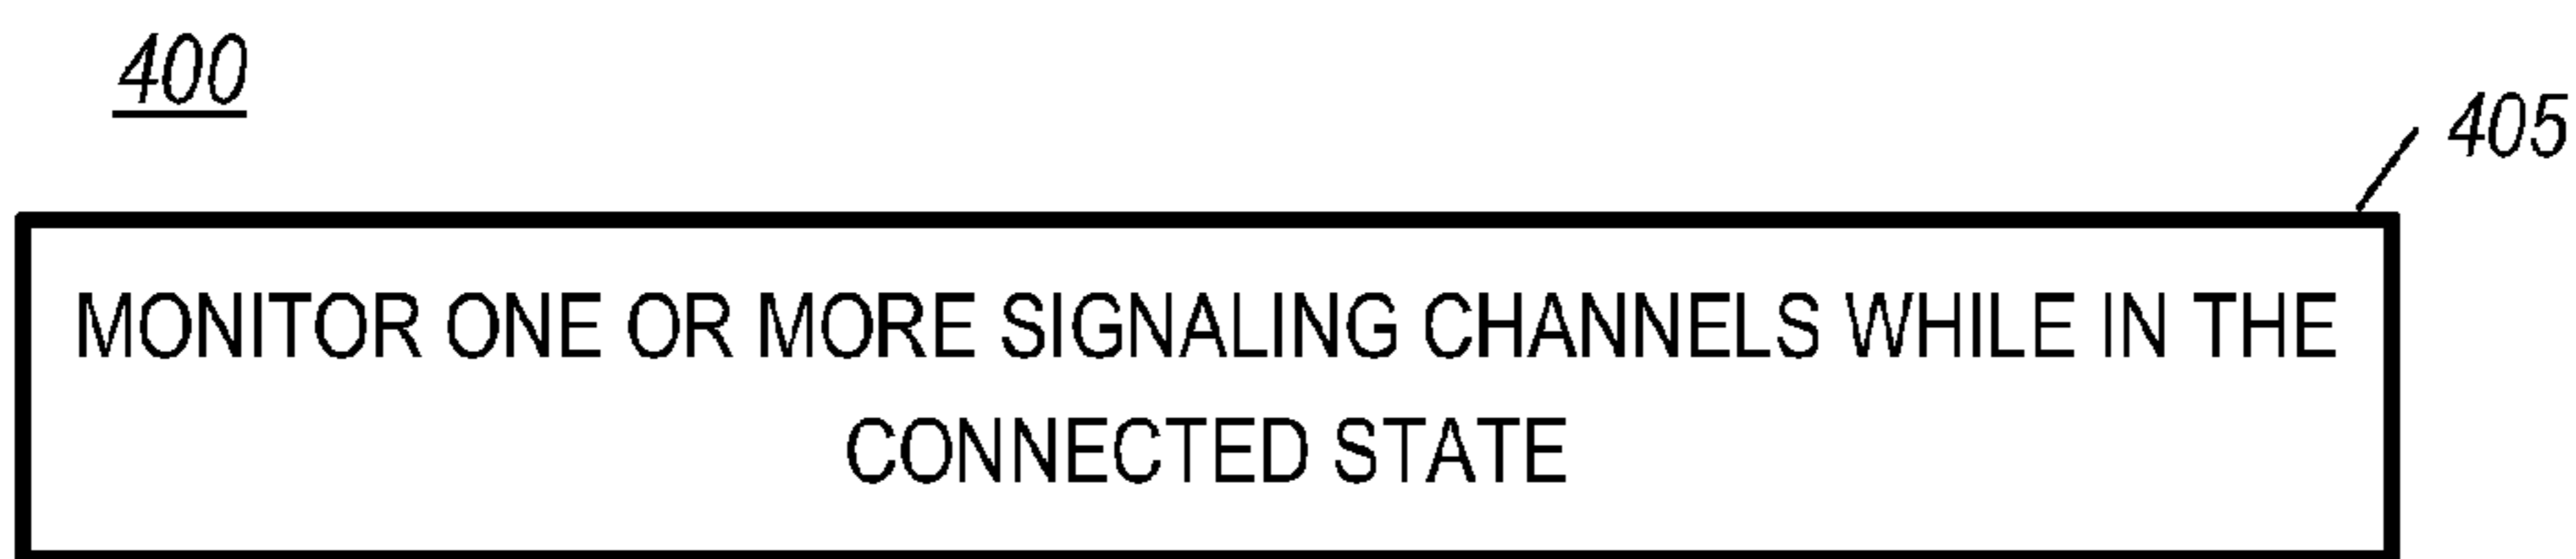 400
405
MONITOR ONE OR MORE SIGNALING CHANNELS WHILE IN THE
CONNECTED STATE